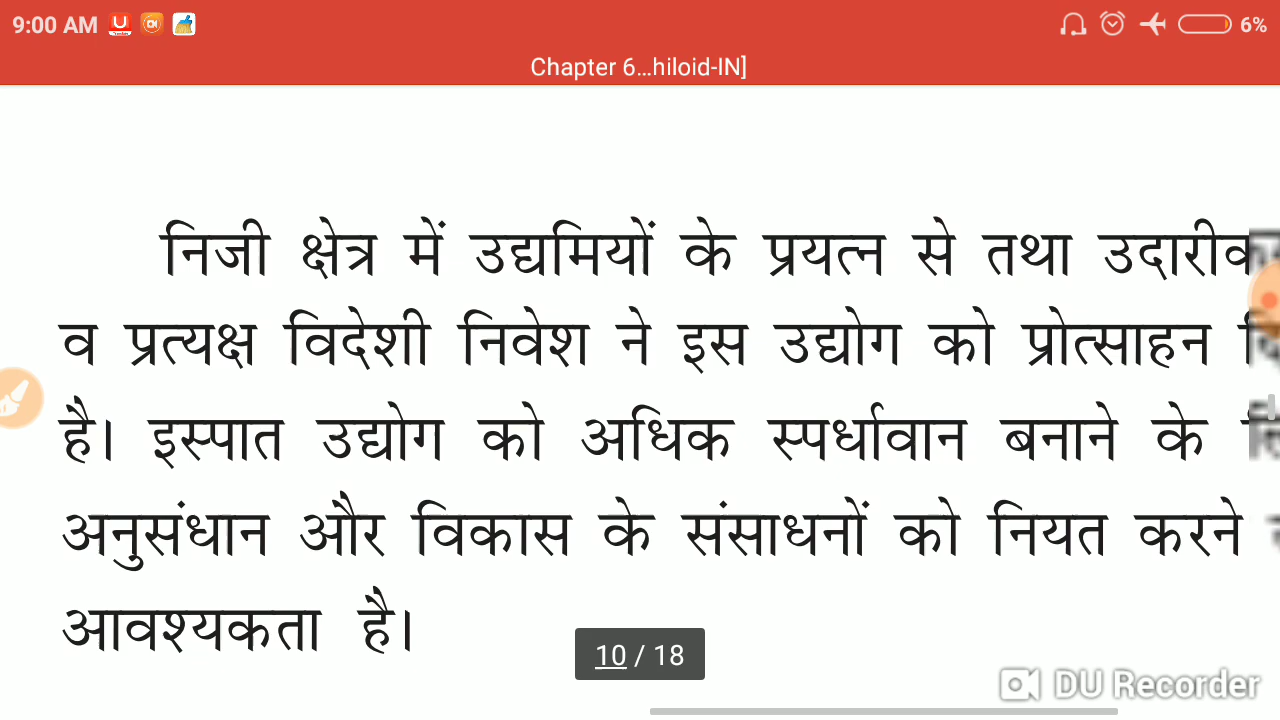 9:00 AM
6%
Chapter 6...hiloid-IN]
निजी क्षेत्र में उद्यमियों के प्रयत्न से तथा
व प्रत्यक्ष विदेशी निवेश ने इस उद्योग को प्रोत्साहन
है। इस्पात उद्योग को अधिक स्पर्धावान बनाने के
अनुसंधान और विकास के संसाधनों को नियत करने
आवश्यकता है।
10 / 18
DU Recorder